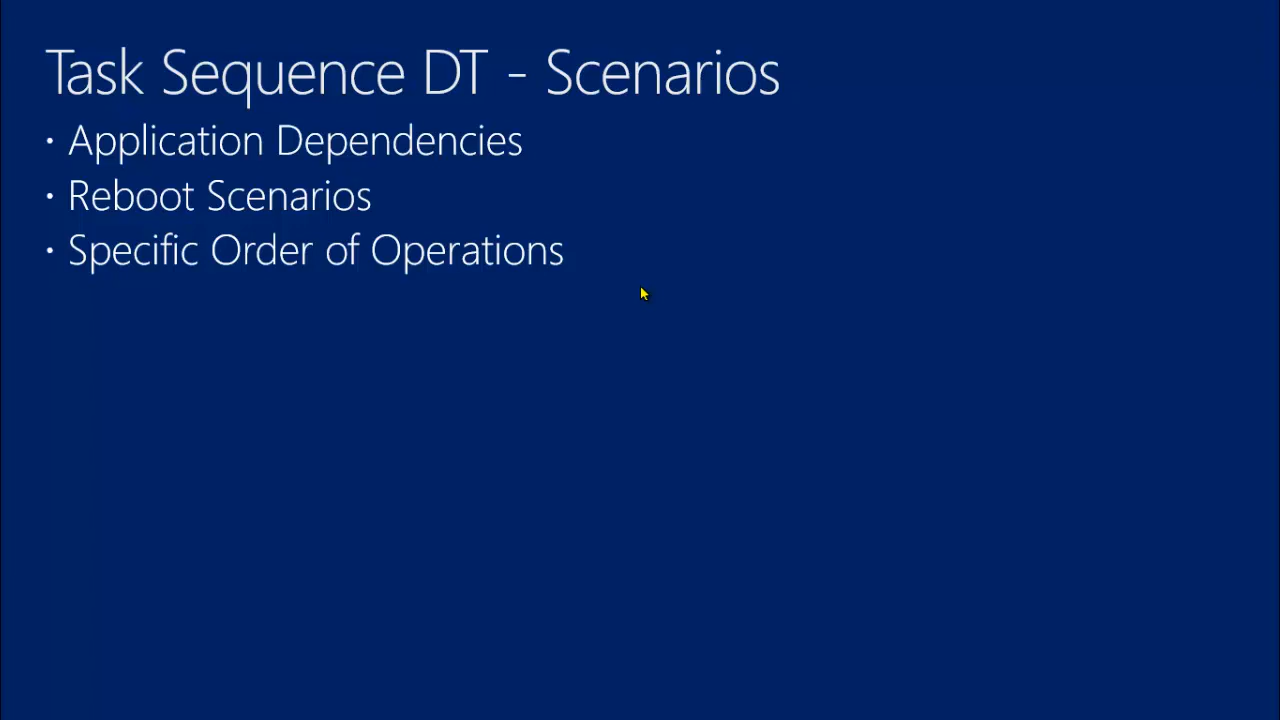 Task Sequence DT - Scenarios
• Application Dependencies
• Reboot Scenarios
• Specific Order of Operations